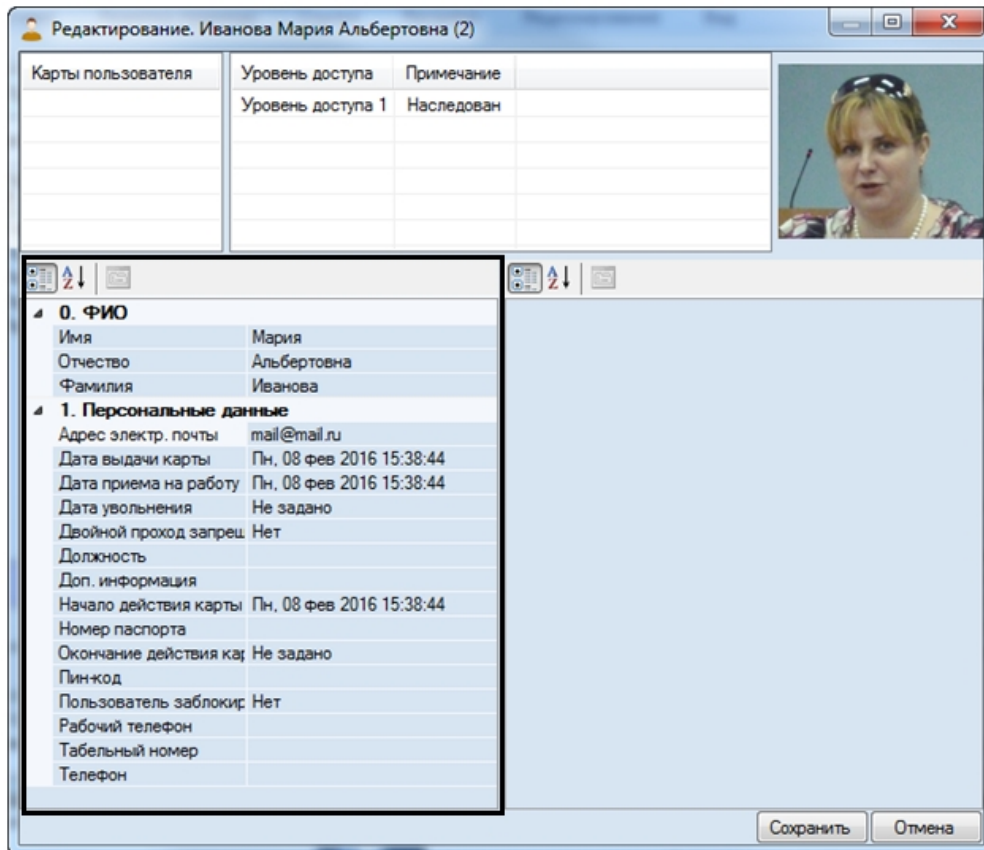 Редактирование. Иванова Мария Альбертовна (2)
Карты пользователя
Уровень доступа Примечание
Уровень доступа 1 Наследован
0. ФИО
Имя Мария
Отчество Альбертовна
Фамилия Иванова
1. Персональные данные
Адрес электр. почты mail@mail.ru
Дата выдачи карты Пн, 08 фев 2016 15:38:44
Дата приема на работу Пн, 08 фев 2016 15:38:44
Дата увольнения Не задано
Двойной проход запрещ Нет
Должность
Доп. информация
Начало действия карты Пн, 08 фев 2016 15:38:44
Номер паспорта
Окончание действия кар Не задано
Пин-код
Пользователь заблокир Нет
Рабочий телефон
Табельный номер
Телефон
Сохранить Отмена